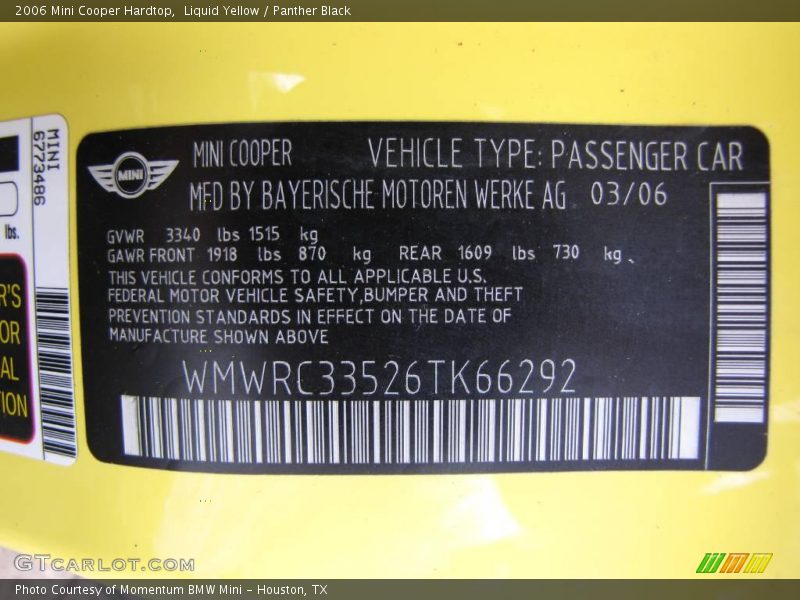 2006 Mini Cooper Hardtop,  Liquid Yellow / Panther Black
MINI
6773486
lbs.
R'S
OR
AL
TION
MINI
MINI COOPER
VEHICLE TYPE: PASSENGER CAR
MFD BY BAYERISCHE MOTOREN WERKE AG 03/06
GVWR 3340 lbs 1515 kg
GAWR FRONT 1918 lbs 870 kg REAR 1609 lbs 730 kg
THIS VEHICLE CONFORMS TO ALL APPLICABLE U.S.
FEDERAL MOTOR VEHICLE SAFETY,BUMPER AND THEFT
PREVENTION STANDARDS IN EFFECT ON THE DATE OF
MANUFACTURE SHOWN ABOVE
WMWRC33526TK66292
GTCARLOT.COM
Photo Courtesy of Momentum BMW Mini – Houston, TX